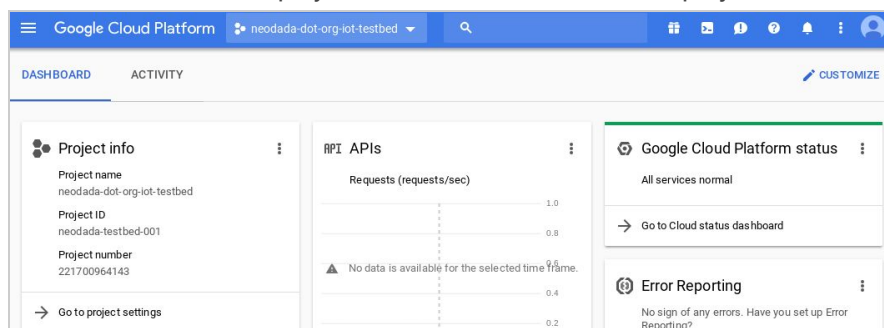 Google Cloud Platform
neodada-dot-org-iot-testbed
DASHBOARD
ACTIVITY
CUSTOMIZE
Project info
Project name
neodada-dot-org-iot-testbed
Project ID
neodada-testbed-001
Project number
221700964143
Go to project settings
API APIs
Requests (requests/sec)
1.0
0.8
0.6
0.4
0.2
No data is available for the selected time frame.
Google Cloud Platform status
All services normal
Go to Cloud status dashboard
Error Reporting
No sign of any errors. Have you set up Error
Reporting?